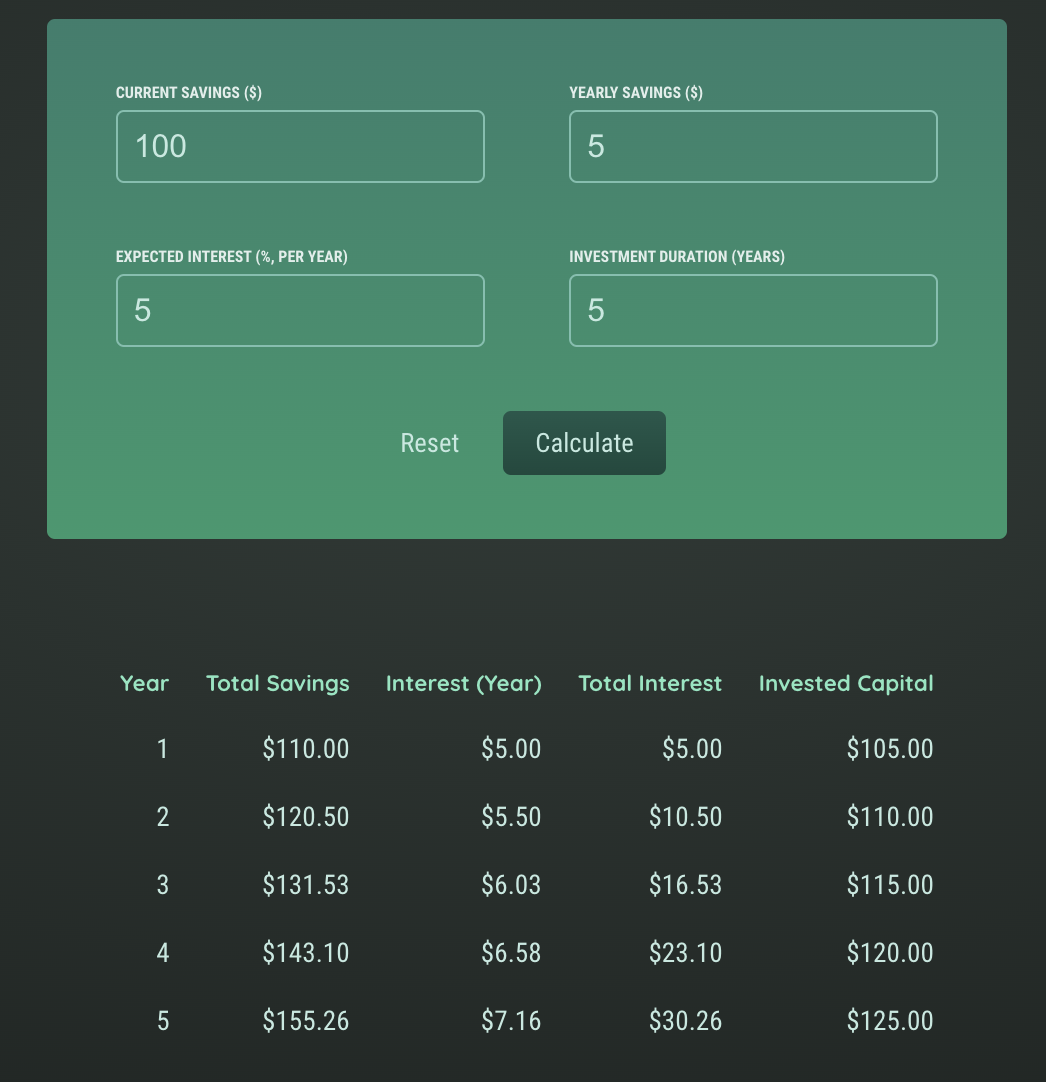 CURRENT SAVINGS ($) YEARLY SAVINGS ($)
100 5
EXPECTED INTEREST (%, PER YEAR) INVESTMENT DURATION (YEARS)
5 5
Reset Calculate
Year Total Savings Interest (Year) Total Interest Invested Capital
1 $110.00 $5.00 $5.00 $105.00
2 $120.50 $5.50 $10.50 $110.00
3 $131.53 $6.03 $16.53 $115.00
4 $143.10 $6.58 $23.10 $120.00
5 $155.26 $7.16 $30.26 $125.00